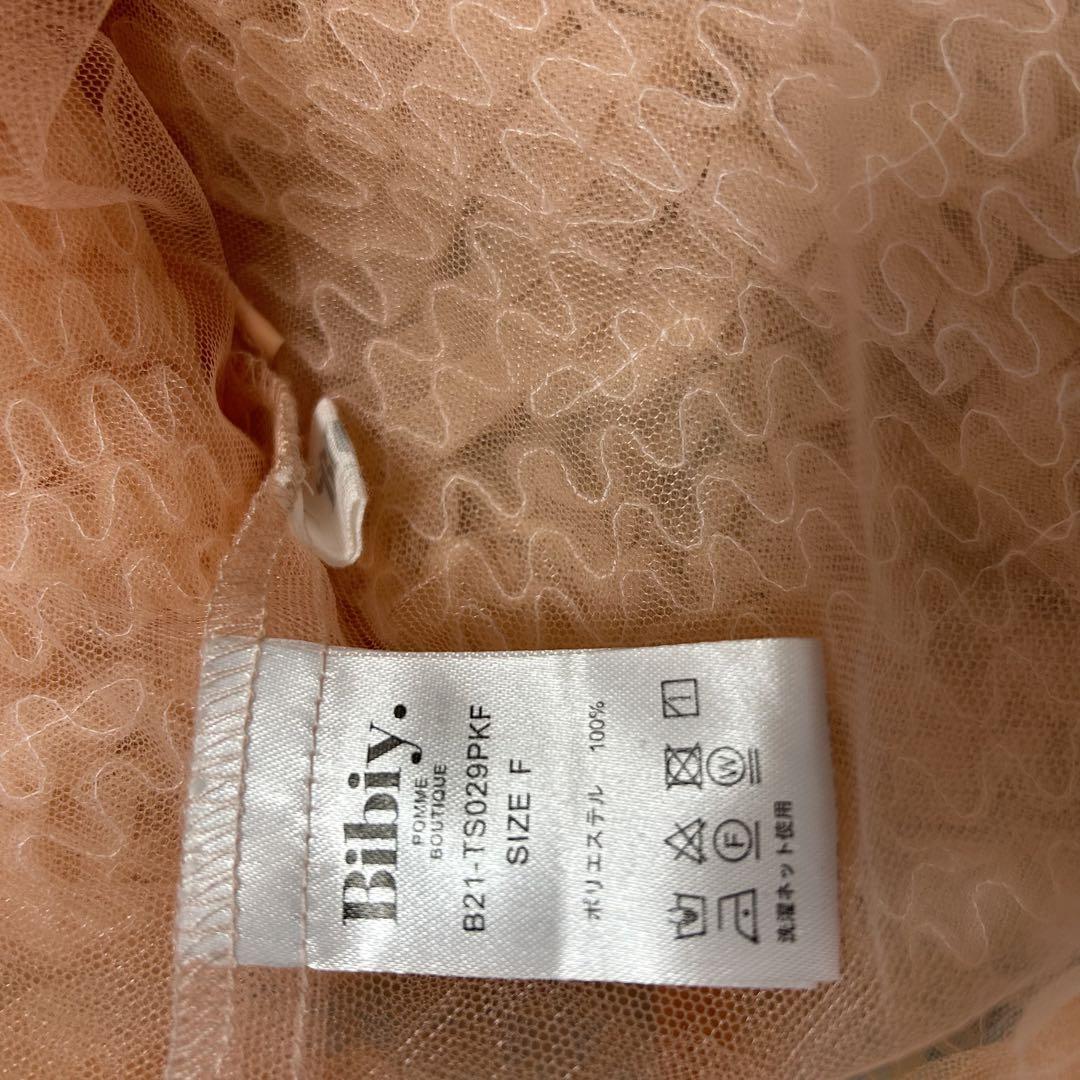 Bibiy.
POMME
BOUTIQUE
B21-TS029PKF
SIZE F
ポリエステル 100%
W
F
洗濯ネット使用